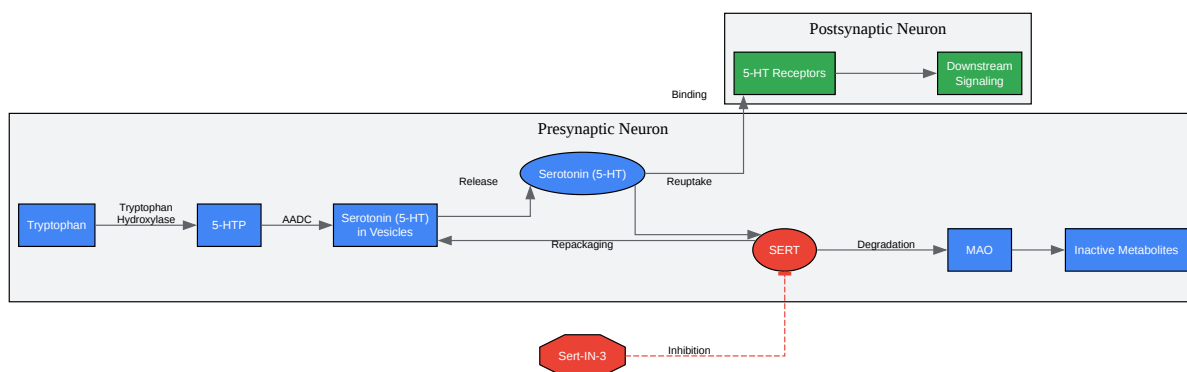 Postsynaptic Neuron
5-HT Receptors
Downstream
Signaling
Binding
Presynaptic Neuron
Serotonin (5-HT)
Release
Reuptake
Tryptophan
Tryptophan
Hydroxylase
5-HTP
AADC
Serotonin (5-HT)
in Vesicles
Repackaging
SERT
Degradation
MAO
Inactive Metabolites
Sert-IN-3
Inhibition